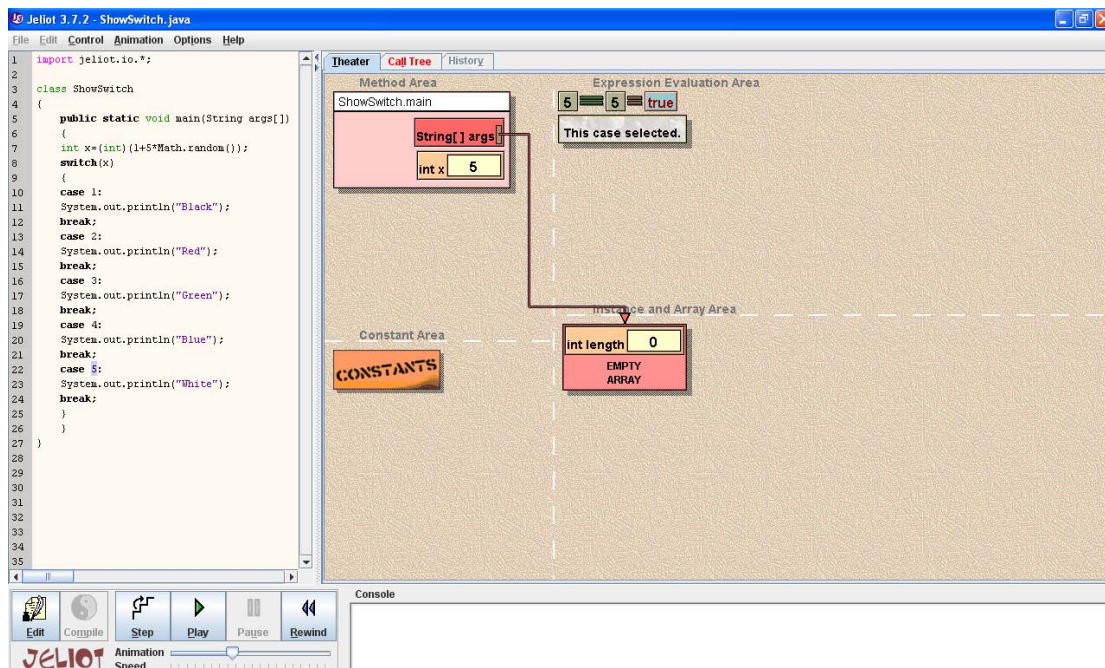 Jeliot 3.7.2 - ShowSwitch.java
File Edit Control Animation Options Help
1 import jeliot.io.*;
2
3 class ShowSwitch
4 {
5 public static void main(String args[])
6 {
7 int x=(int)(1+5*Math.random());
8 switch(x)
9 {
10 case 1:
11 System.out.println("Black");
12 break;
13 case 2:
14 System.out.println("Red");
15 break;
16 case 3:
17 System.out.println("Green");
18 break;
19 case 4:
20 System.out.println("Blue");
21 break;
22 case 5:
23 System.out.println("White");
24 break;
25 }
26 }
27 }
28
29
30
31
32
33
34
35
Theater Call Tree History
Method Area
ShowSwitch.main
String[ ] args
int x 5
Expression Evaluation Area
5 == 5 = true
This case selected.
Constant Area
CONSTANTS
Instance and Array Area
int length 0
EMPTY
ARRAY
Edit Compile Step Play Pause Rewind
JELIOT
Animation
Speed
Console